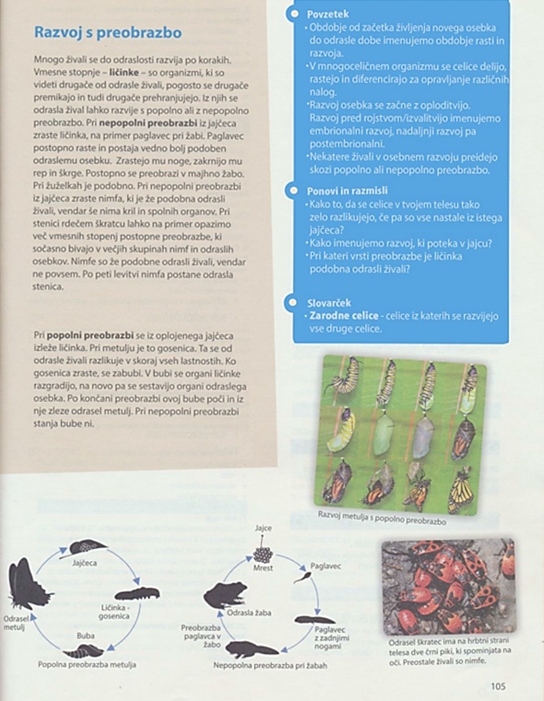 Razvoj s preobrazbo
Mnogo živali se do odraslosti razvija po korakih.
Vmesne stopnje – ličinke – so organizmi, ki so
videti drugače od odrasle živali, pogosto se drugače
premikajo in tudi drugače prehranjujejo. Iz njih se
odrasla žival lahko razvije s popolno ali z nepopolno
preobrazbo. Pri nepopolni preobrazbi iz jajčeca
zraste ličinka, na primer paglavec pri žabi. Paglavec
postopno raste in postaja vedno bolj podoben
odraslemu osebku. Zrastejo mu noge, zakrnijo mu
rep in škrge. Postopno se preobrazi v majhno žabo.
Pri žuželkah je podobno. Pri nepopolni preobrazbi
iz jajčeca zraste nimfa, ki je že podobna odrasli
živali, vendar še nima kril in spolnih organov. Pri
stenici rdečem škratcu lahko na primer opazimo
več vmesnih stopenj postopne preobrazbe, ki
sočasno bivajo v večjih skupinah nimf in odraslih
osebkov. Nimfe so že podobne odrasli živali, vendar
ne povsem. Po peti levitvi nimfa postane odrasla
stenica.
Pri popolni preobrazbi se iz oplojenega jajčeca
izleže ličinka. Pri metulju je to gosenica. Ta se od
odrasle živali razlikuje v skoraj vseh lastnostih. Ko
gosenica zraste, se zabubi. V bubi se organi ličinke
razgradijo, na novo pa se sestavijo organi odraslega
osebka. Po končani preobrazbi ovoj bube poči in iz
nje zleze odrasel metulj. Pri nepopolni preobrazbi
stanja bube ni.
Povzetek
• Obdobje od začetka življenja novega osebka
do odrasle dobe imenujemo obdobje rasti in
razvoja.
• V mnogoceličnem organizmu se celice delijo,
rastejo in diferencirajo za opravljanje različnih
nalog.
• Razvoj osebka se začne z oploditvijo.
Razvoj pred rojstvom/izvalitvijo imenujemo
embrionalni razvoj, nadaljnji razvoj pa
postembrionalni.
• Nekatere živali v osebnem razvoju preidejo
skozi popolno ali nepopolno preobrazbo.
Ponovi in razmisli
• Kako to, da se celice v tvojem telesu tako
zelo razlikujejo, če pa so vse nastale iz istega
jajčeca?
• Kako imenujemo razvoj, ki poteka v jajcu?
• Pri kateri vrsti preobrazbe je ličinka
podobna odrasli živali?
Slovarček
• Zarodne celice - celice iz katerih se razvijejo
vse druge celice.
Razvoj metulja s popolno preobrazbo
Jajčeca
Ličinka -
gosenica
Buba
Odrasel
metulj
Popolna preobrazba metulja
Jajce
Mrest
Paglavec
Paglavec
z zadnjimi
nogami
Preobrazba
paglavca v
žabo
Odrasla žaba
Nepopolna preobrazba pri žabah
Odrasel škratec ima na hrbtni strani
telesa dve črni piki, ki spominjata na
oči. Preostale živali so nimfe.
105